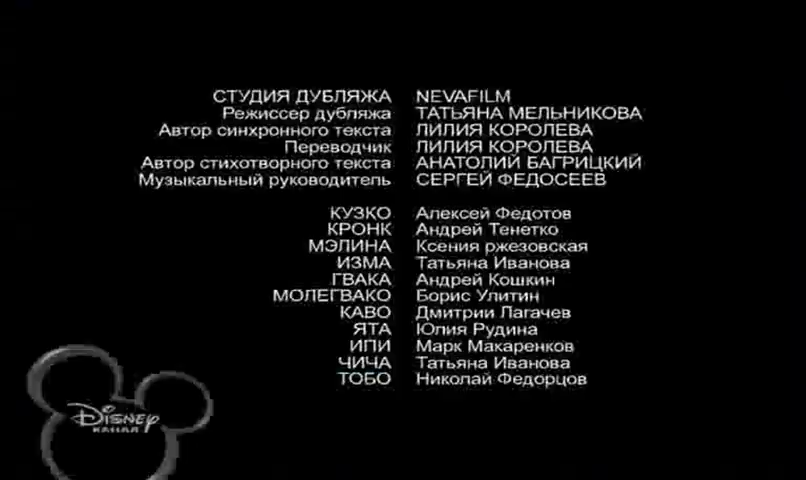 СТУДИЯ ДУБЛЯЖА NEVAFILM
Режиссер дубляжа ТАТЬЯНА МЕЛЬНИКОВА
Автор синхронного текста ЛИЛИЯ КОРОЛЕВА
Переводчик ЛИЛИЯ КОРОЛЕВА
Автор стихотворного текста АНАТОЛИЙ БАГРИЦКИЙ
Музыкальный руководитель СЕРГЕЙ ФЕДОСЕЕВ
КУЗКО Алексей Федотов
КРОНК Андрей Тенетко
МЭЛИНА Ксения ржезовская
ИЗМА Татьяна Иванова
ГВАКА Андрей Кошкин
МОЛЕГВАКО Борис Улитин
КАВО Дмитрии Лагачев
ЯТА Юлия Рудина
ИПИ Марк Макаренков
ЧИЧА Татьяна Иванова
ТОБО Николай Федорцов
Disney
КАНАЛ